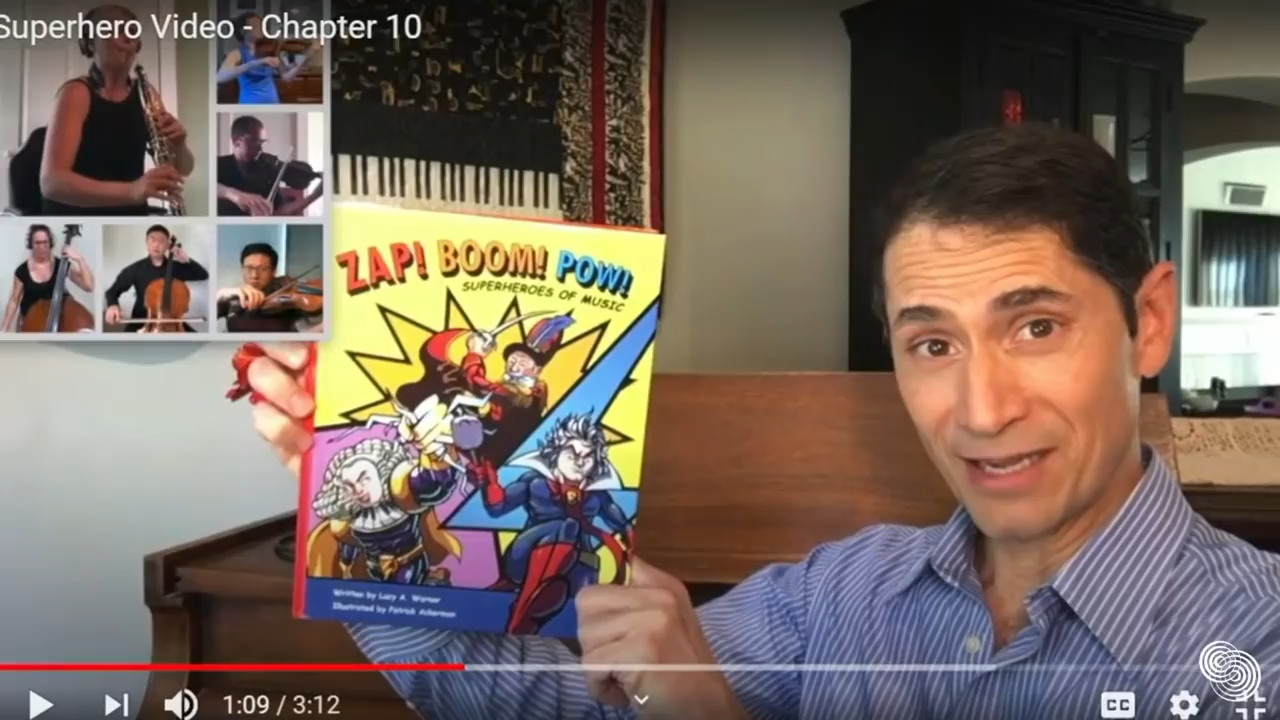 Superhero Video - Chapter 10
ZAP! BOOM! POW!
SUPERHEROES OF MUSIC
Written by Lucy A. Warner
Illustrated by Patrick Ackerman
1:09 / 3:12
CC